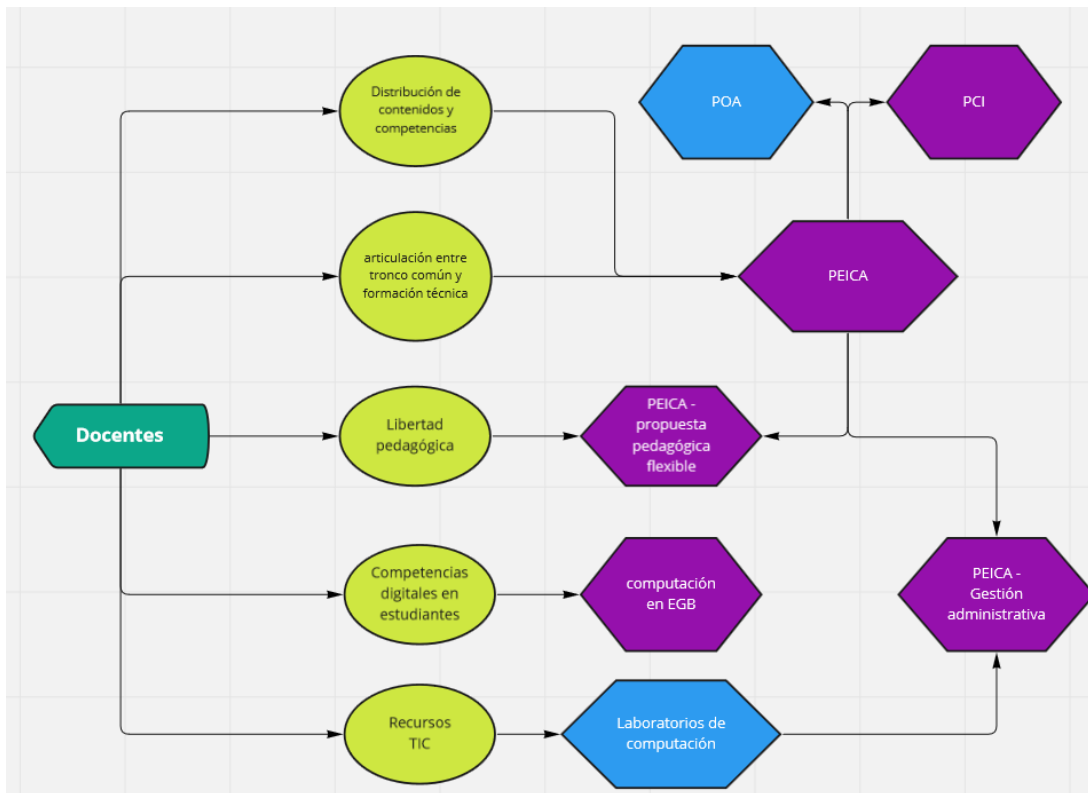 Distribución de
contenidos y
competencias
POA
PCI
articulación entre
tronco común y
formación técnica
PEICA
Docentes
Libertad
pedagógica
PEICA -
propuesta
pedagógica
flexible
Competencias
digitales en
estudiantes
computación
en EGB
PEICA -
Gestión
administrativa
Recursos
TIC
Laboratorios de
computación